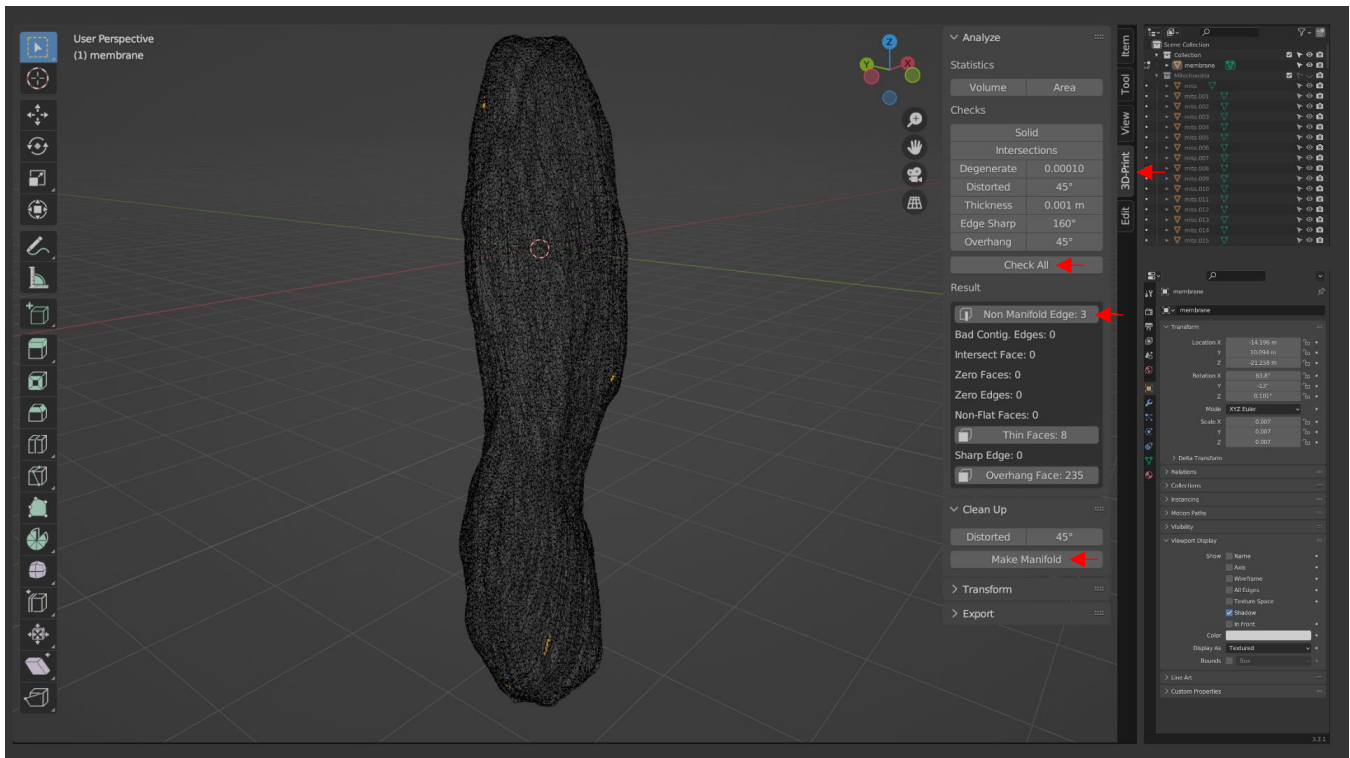 User Perspective
(1) membrane
Z
Y
X
Analyze
Statistics
Volume Area
Checks
Solid
Intersections
Degenerate 0.00010
Distorted 45°
Thickness 0.001 m
Edge Sharp 160°
Overhang 45°
Check All
Result
Non Manifold Edge: 3
Bad Contig. Edges: 0
Intersect Face: 0
Zero Faces: 0
Zero Edges: 0
Non-Flat Faces: 0
Thin Faces: 8
Sharp Edge: 0
Overhang Face: 235
Clean Up
Distorted 45°
Make Manifold
Transform
Export
Item
Tool
View
3D-Print
Edit
Scene Collection
Collection
membrane
Mitochondria
mito
mito.001
mito.002
mito.003
mito.004
mito.005
mito.006
mito.007
mito.008
mito.009
mito.010
mito.011
mito.012
mito.013
mito.014
mito.015
membrane
membrane
Transform
Location X -14.196 m
Y 10.094 m
Z -21.258 m
Rotation X 83.8°
Y -13°
Z 0.101°
Mode XYZ Euler
Scale X 0.007
Y 0.007
Z 0.007
Delta Transform
Relations
Collections
Instancing
Motion Paths
Visibility
Viewport Display
Show Name
Axis
Wireframe
All Edges
Texture Space
Shadow
In Front
Color
Display As Textured
Bounds Box
Line Art
Custom Properties
3.3.1